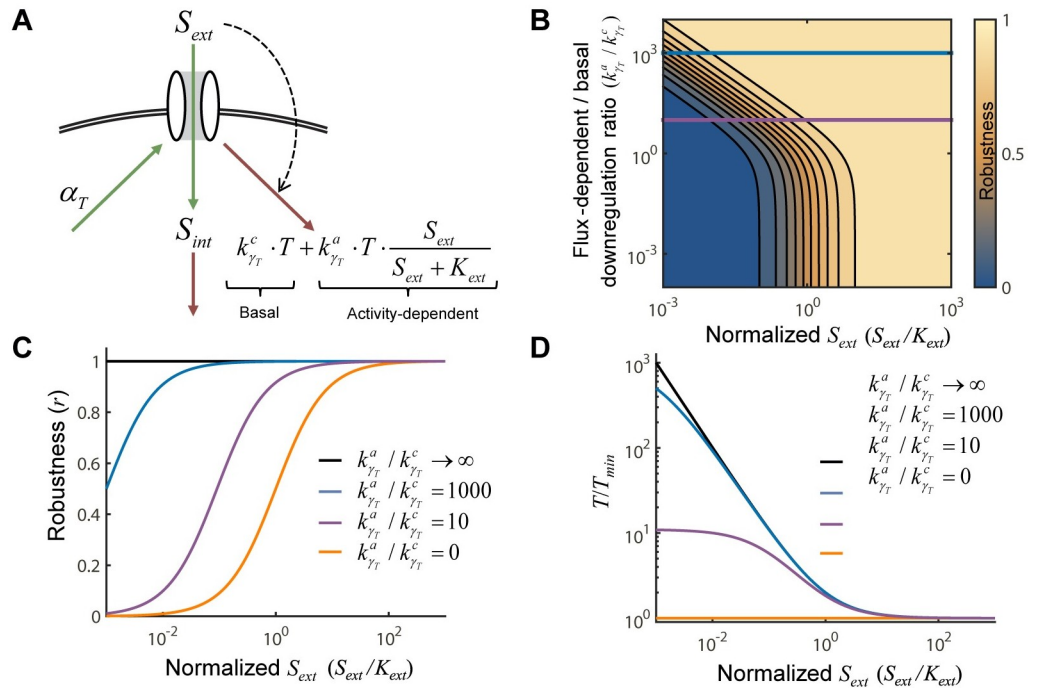 A
S_ext
α_T
S_int
k^c_γT · T + k^a_γT · T · S_ext / (S_ext + K_ext)
Basal
Activity-dependent
B
Flux-dependent / basal
downregulation ratio (k^a_γT / k^c_γT)
10^3
10^0
10^-3
10^-3
10^0
10^3
Normalized S_ext (S_ext/K_ext)
1
0.5
0
Robustness
C
Robustness (r)
1
0.8
0.6
0.4
0.2
0
10^-2
10^0
10^2
Normalized S_ext (S_ext/K_ext)
k^a_γT / k^c_γT → ∞
k^a_γT / k^c_γT = 1000
k^a_γT / k^c_γT = 10
k^a_γT / k^c_γT = 0
D
T/T_min
10^3
10^2
10^1
10^0
10^-2
10^0
10^2
Normalized S_ext (S_ext/K_ext)
k^a_γT / k^c_γT → ∞
k^a_γT / k^c_γT = 1000
k^a_γT / k^c_γT = 10
k^a_γT / k^c_γT = 0